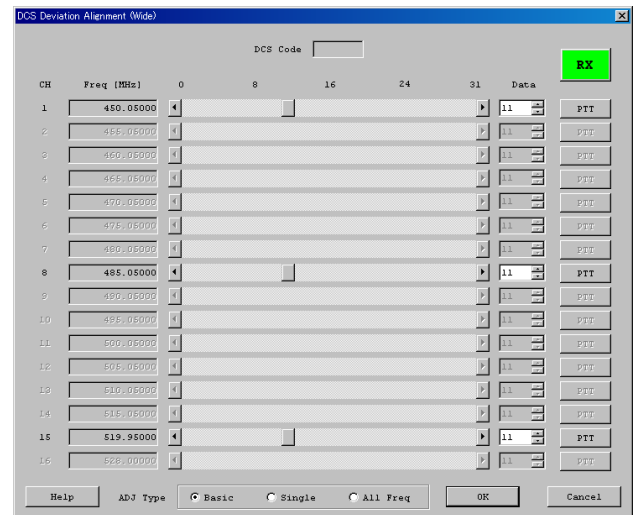 DCS Deviation Alignment (Wide)
DCS Code
RX
CH Freq [MHz] 0 8 16 24 31 Data
1 450.05000 11 PTT
2 455.05000 11 PTT
3 460.05000 11 PTT
4 465.05000 11 PTT
5 470.05000 11 PTT
6 475.05000 11 PTT
7 480.05000 11 PTT
8 485.05000 11 PTT
9 490.05000 11 PTT
10 495.05000 11 PTT
11 500.05000 11 PTT
12 505.05000 11 PTT
13 510.05000 11 PTT
14 515.05000 11 PTT
15 519.95000 11 PTT
16 528.00000 11 PTT
Help ADJ Type Basic Single All Freq OK Cancel